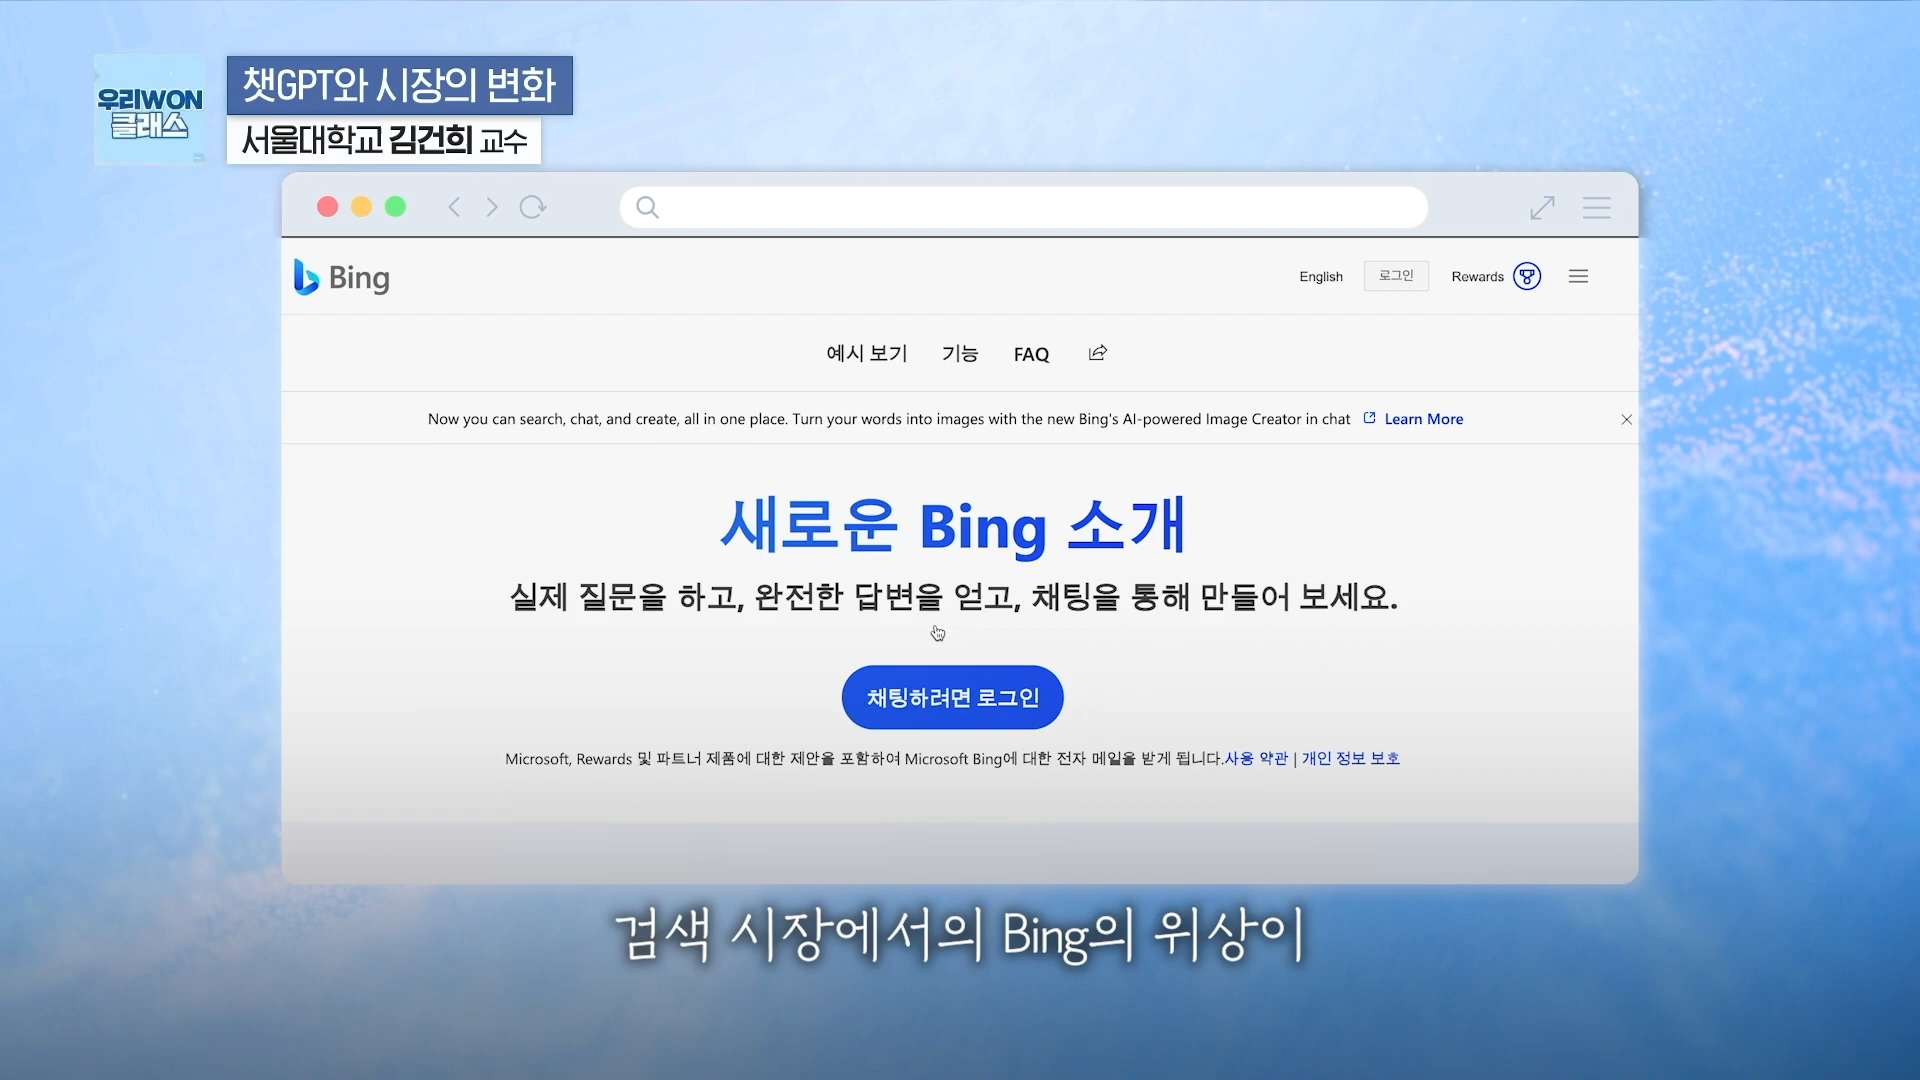 우리WON
클래스
챗GPT와 시장의 변화
서울대학교 김건희 교수
Bing
English
로그인
Rewards
예시 보기
기능
FAQ
Now you can search, chat, and create, all in one place. Turn your words into images with the new Bing's AI-powered Image Creator in chat Learn More
새로운 Bing 소개
실제 질문을 하고, 완전한 답변을 얻고, 채팅을 통해 만들어 보세요.
채팅하려면 로그인
Microsoft, Rewards 및 파트너 제품에 대한 제안을 포함하여 Microsoft Bing에 대한 전자 메일을 받게 됩니다.사용 약관 | 개인 정보 보호
검색 시장에서의 Bing의 위상이